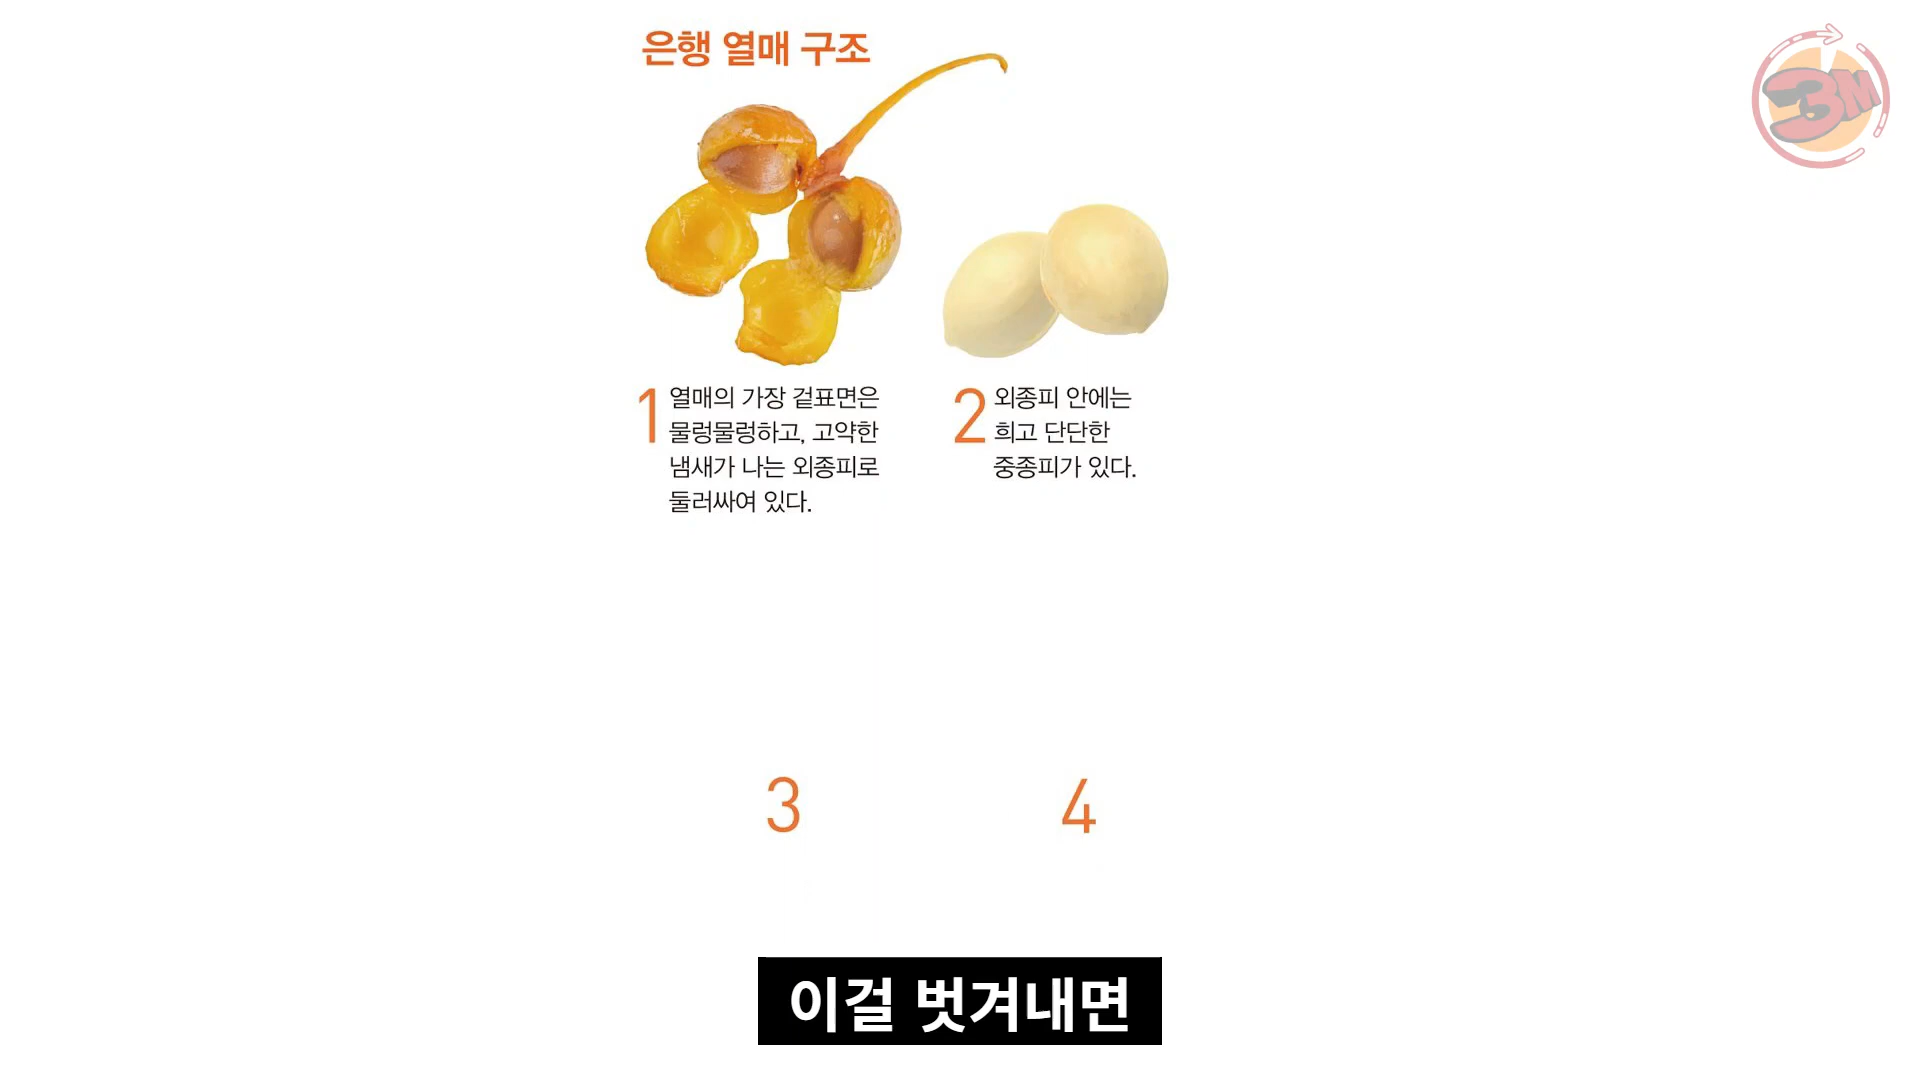 은행 열매 구조
3M
1 열매의 가장 겉표면은
물렁물렁하고, 고약한
냄새가 나는 외종피로
둘러싸여 있다.
2 외종피 안에는
희고 단단한
중종피가 있다.
3
4
이걸 벗겨내면